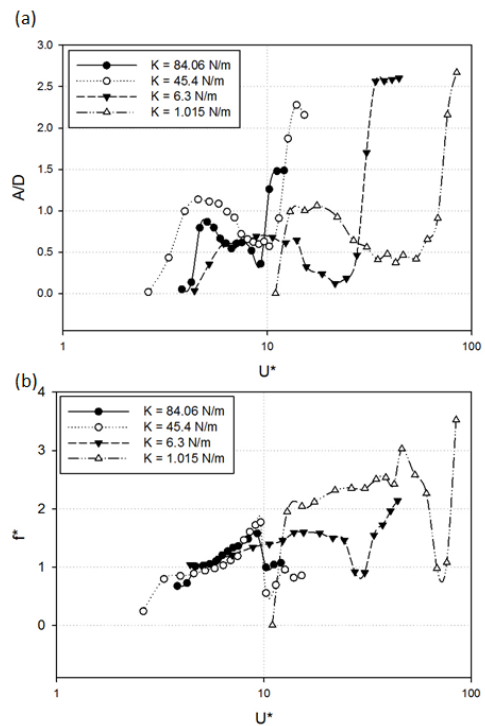 (a)
3.0
2.5
2.0
1.5
1.0
0.5
0.0
A/D
K = 84.06 N/m
K = 45.4 N/m
K = 6.3 N/m
K = 1.015 N/m
1 10 100
U*
(b)
4
3
2
1
0
f*
K = 84.06 N/m
K = 45.4 N/m
K = 6.3 N/m
K = 1.015 N/m
1 10 100
U*